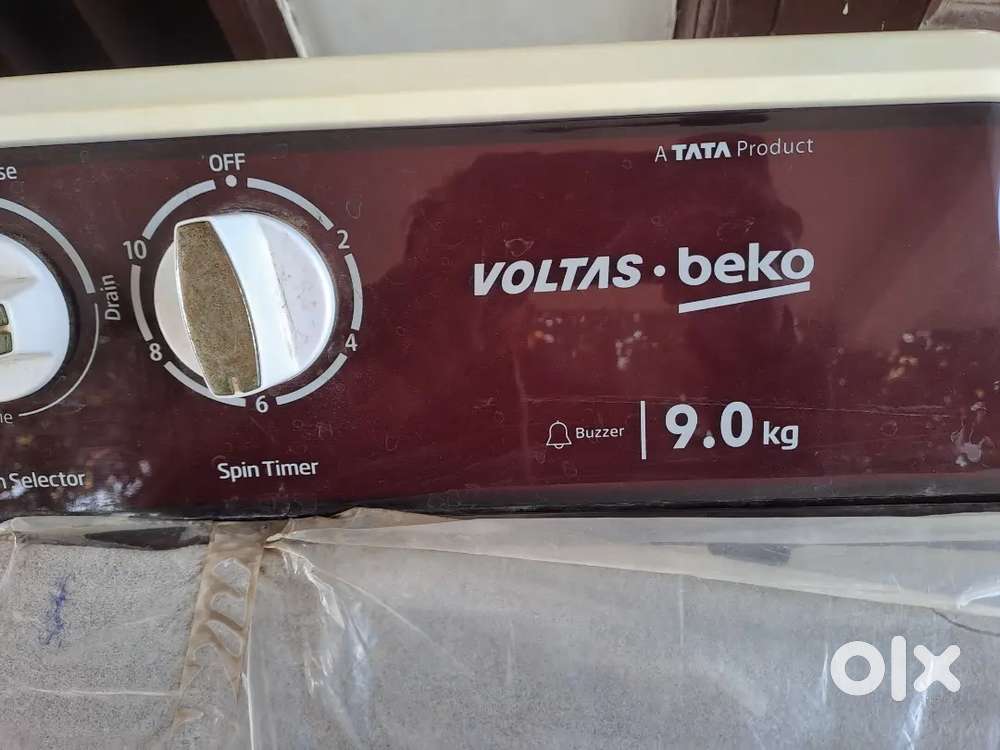 A TATA Product
OFF
2
4
6
8
10
Drain
VOLTAS · beko
Buzzer
9.0 kg
Spin Timer
Selector
olx